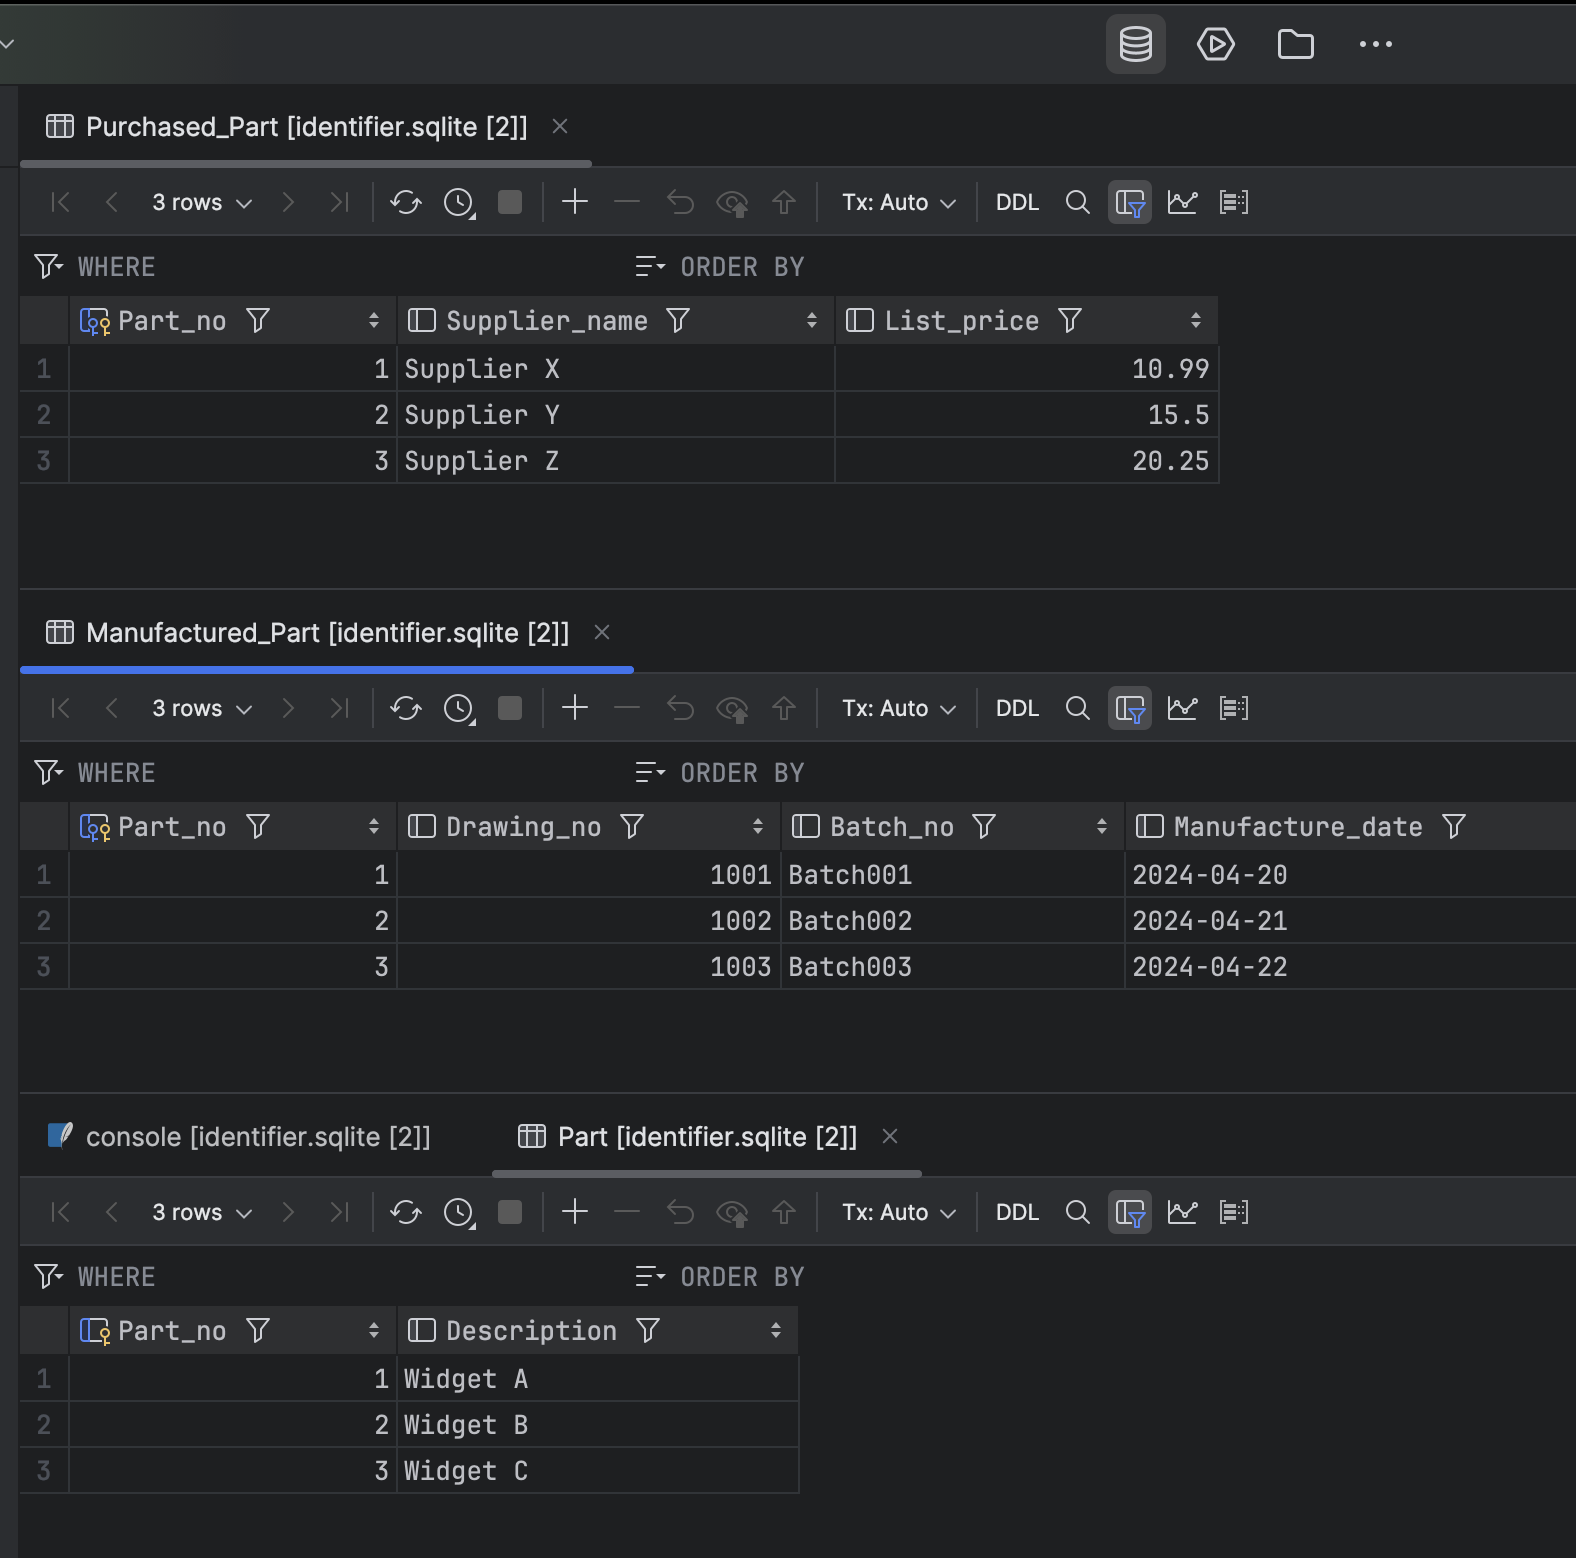 Purchased_Part [identifier.sqlite [2]]
3 rows Tx: Auto DDL
WHERE ORDER BY
Part_no Supplier_name List_price
1 1 Supplier X 10.99
2 2 Supplier Y 15.5
3 3 Supplier Z 20.25
Manufactured_Part [identifier.sqlite [2]]
3 rows Tx: Auto DDL
WHERE ORDER BY
Part_no Drawing_no Batch_no Manufacture_date
1 1 1001 Batch001 2024-04-20
2 2 1002 Batch002 2024-04-21
3 3 1003 Batch003 2024-04-22
console [identifier.sqlite [2]] Part [identifier.sqlite [2]]
3 rows Tx: Auto DDL
WHERE ORDER BY
Part_no Description
1 1 Widget A
2 2 Widget B
3 3 Widget C